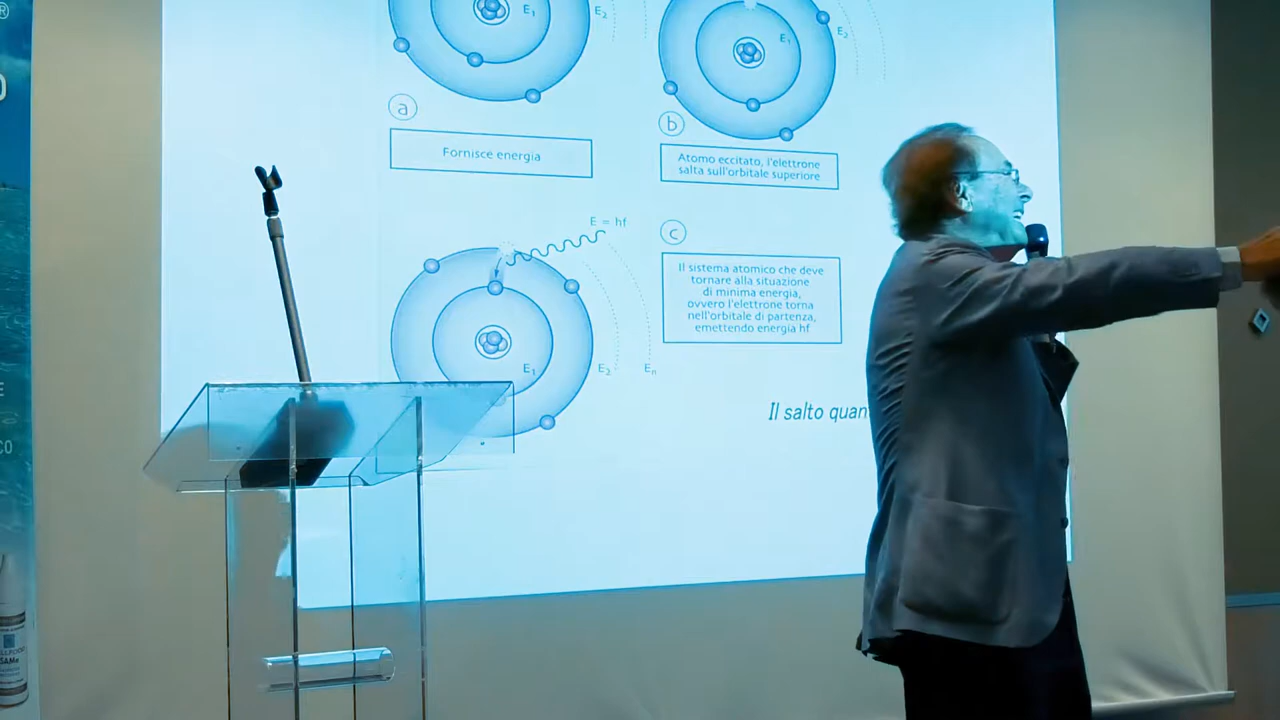 E₁
E₂
E₁
E₂
a
b
Fornisce energia
Atomo eccitato, l'elettrone
salta sull'orbitale superiore
E = hf
c
Il sistema atomico che deve
tornare alla situazione
di minima energia,
ovvero l'elettrone torna
nell'orbitale di partenza,
emettendo energia hf
E₁
E₂
Eₙ
Il salto quan
®
O
E
CO
SAMe